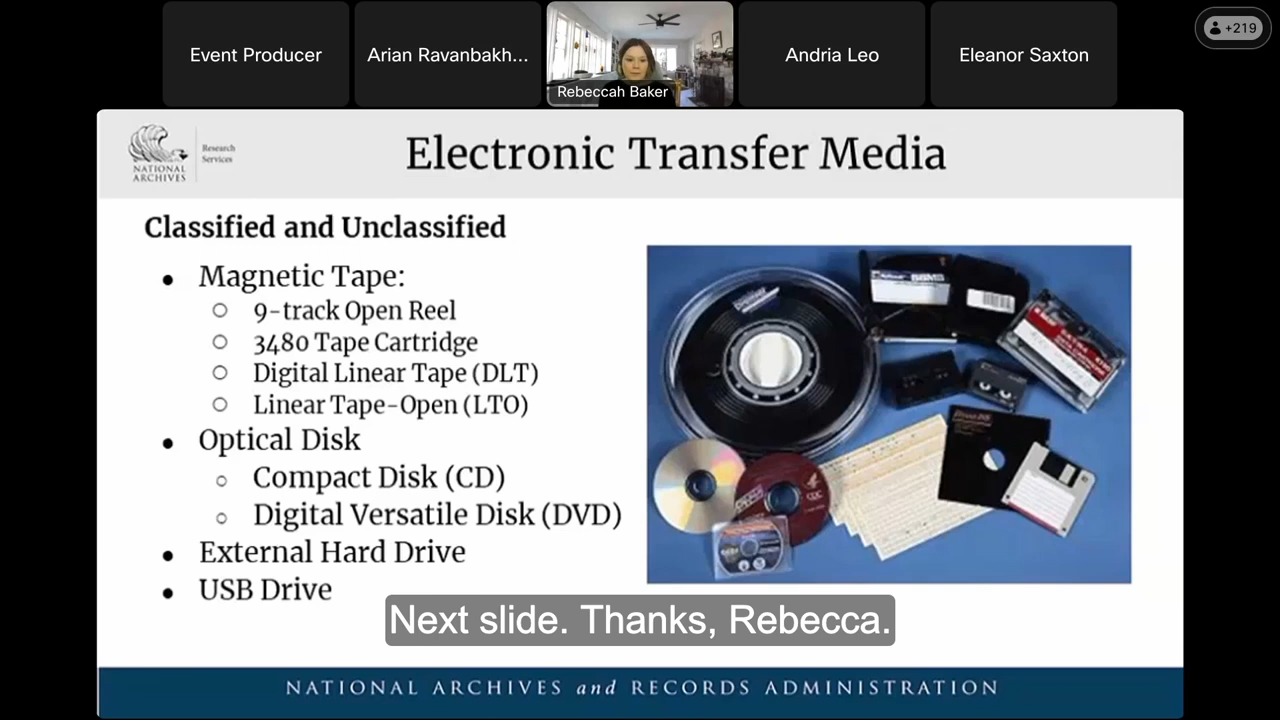 Event Producer
Arian Ravanbakh...
Rebeccah Baker
Andria Leo
Eleanor Saxton
+219
NATIONAL
ARCHIVES
Research
Services
Electronic Transfer Media
Classified and Unclassified
Magnetic Tape:
9-track Open Reel
3480 Tape Cartridge
Digital Linear Tape (DLT)
Linear Tape-Open (LTO)
Optical Disk
Compact Disk (CD)
Digital Versatile Disk (DVD)
External Hard Drive
USB Drive
CDC
Next slide. Thanks, Rebecca.
NATIONAL ARCHIVES and RECORDS ADMINISTRATION